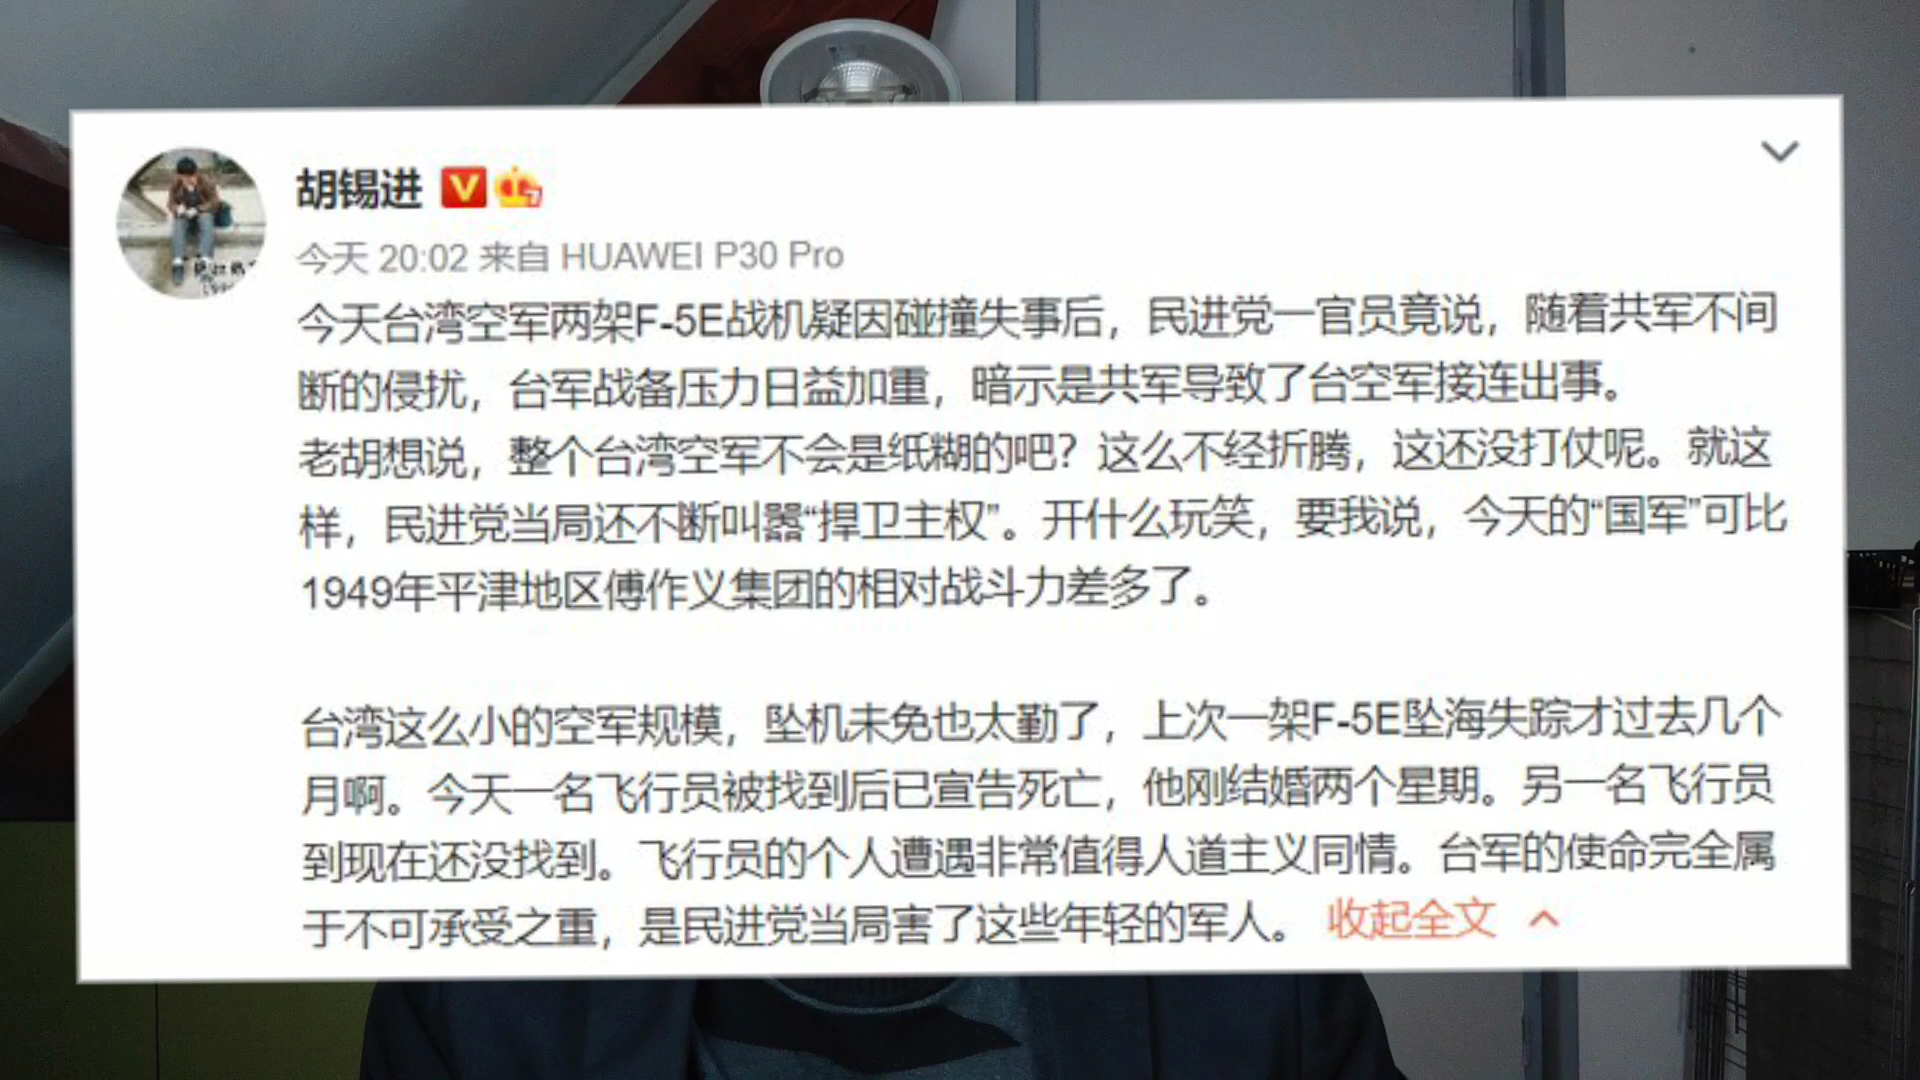 胡锡进
今天 20:02 来自 HUAWEI P30 Pro
今天台湾空军两架F-5E战机疑因碰撞失事后，民进党一官员竟说，随着共军不间
断的侵扰，台军战备压力日益加重，暗示是共军导致了台空军接连出事。
老胡想说，整个台湾空军不会是纸糊的吧？这么不经折腾，这还没打仗呢。就这
样，民进党当局还不断叫嚣“捍卫主权”。开什么玩笑，要我说，今天的“国军”可比
1949年平津地区傅作义集团的相对战斗力差多了。
台湾这么小的空军规模，坠机未免也太勤了，上次一架F-5E坠海失踪才过去几个
月啊。今天一名飞行员被找到后已宣告死亡，他刚结婚两个星期。另一名飞行员
到现在还没找到。飞行员的个人遭遇非常值得人道主义同情。台军的使命完全属
于不可承受之重，是民进党当局害了这些年轻的军人。 收起全文